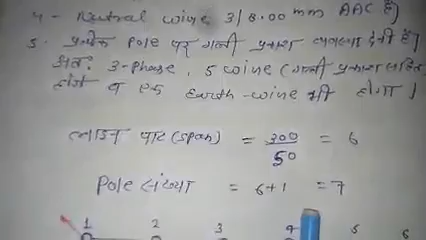 4- Neutral wire 3/8.00 mm AAC है)
5. प्रत्येक Pole पर गली प्रकाश व्यवस्था देनी है)
अतः 3-phase, 5 wire (गली प्रकाश सहित
होगी व एक Earth-wire भी होगा।
लाइन पाट (span) = 300/50 = 6
Pole संख्या = 6+1 = 7
1 2 3 4 5 6